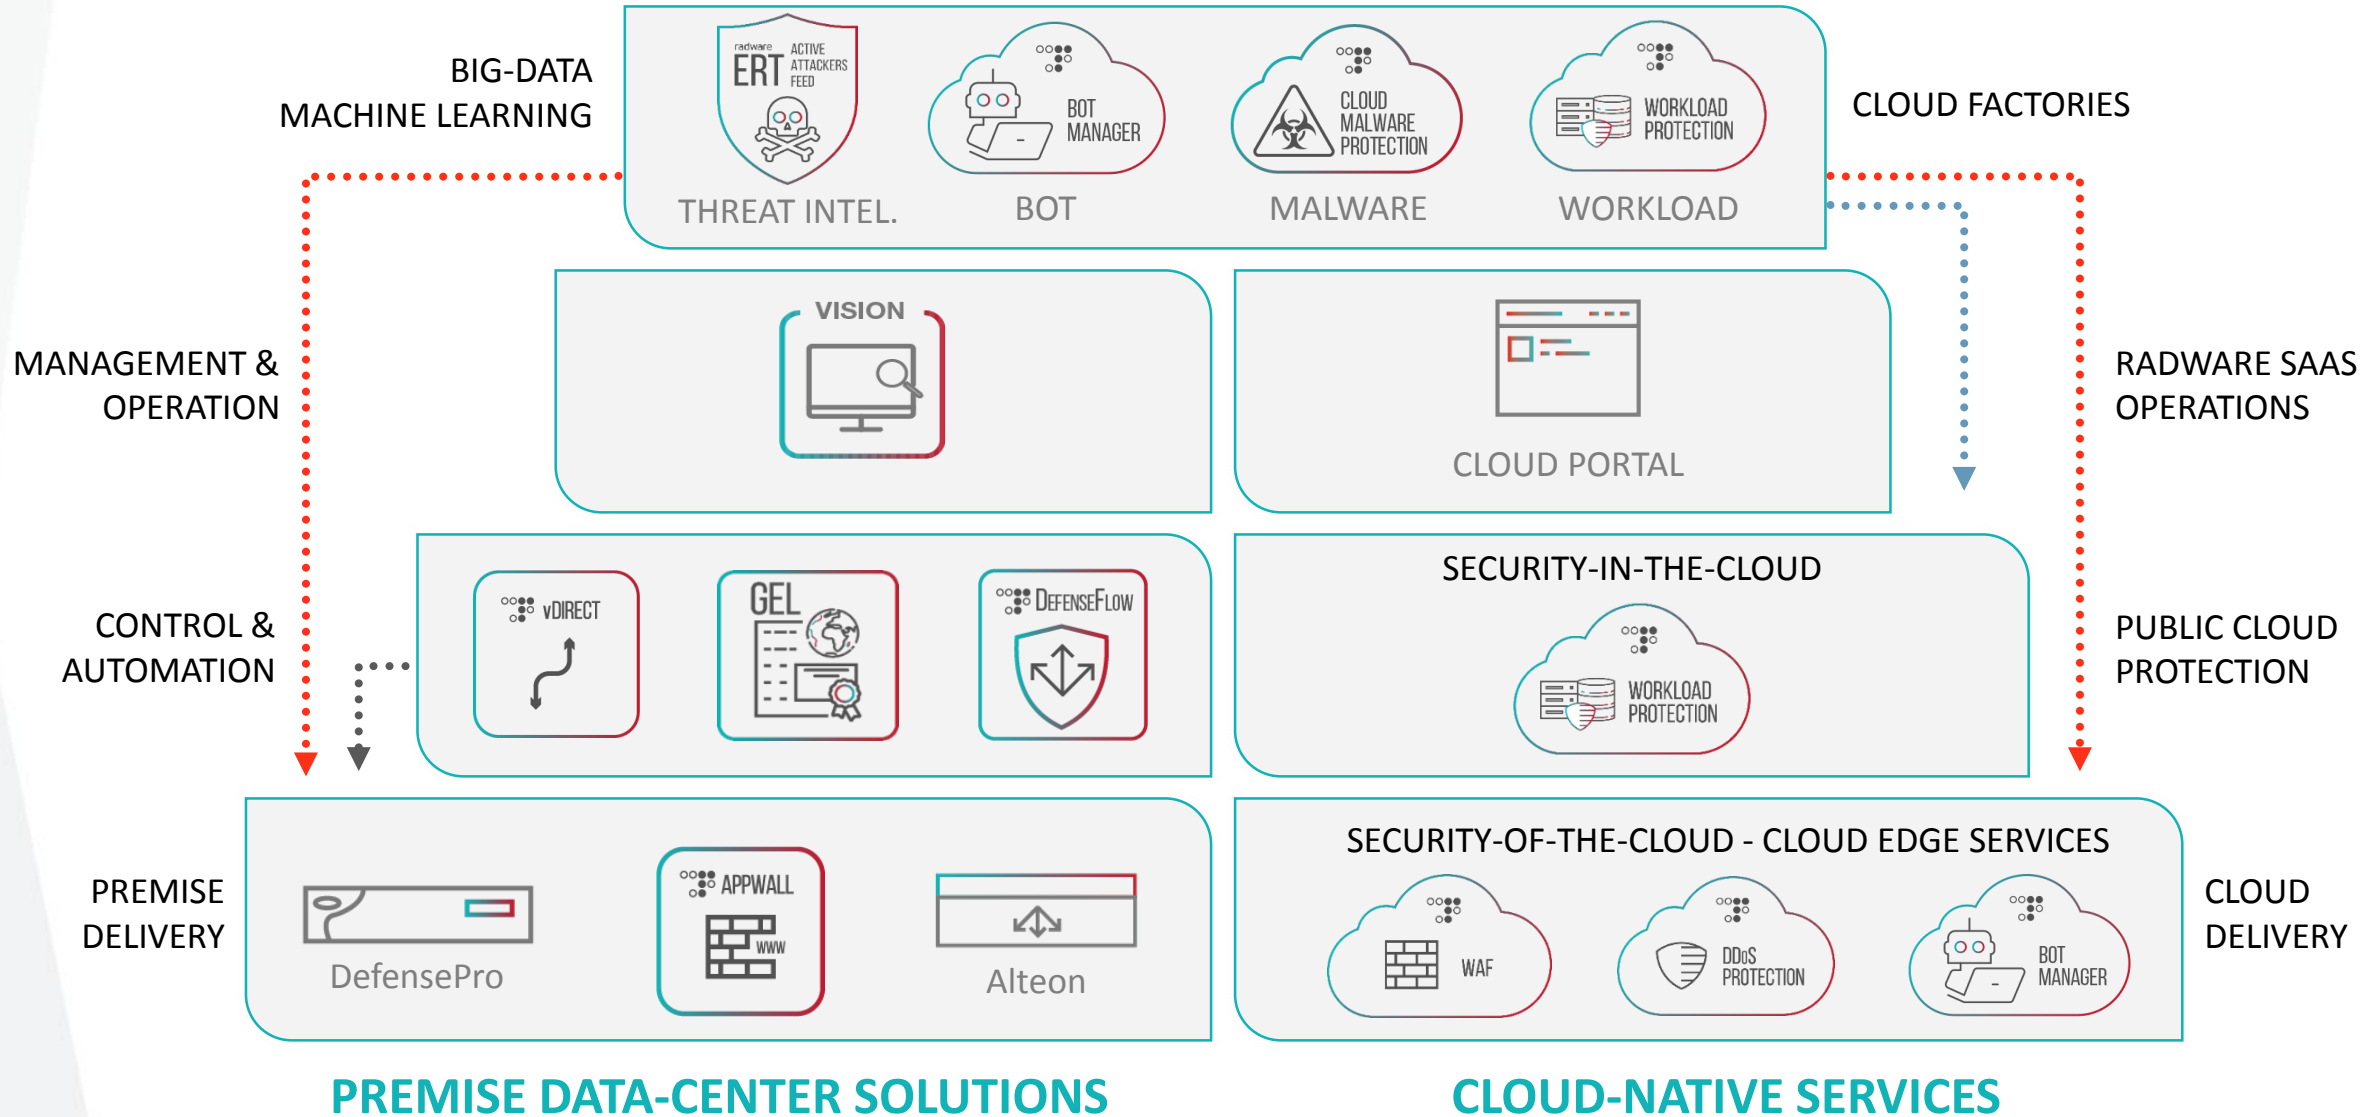 BIG-DATA
MACHINE LEARNING
radware
ERT
ACTIVE
ATTACKERS
FEED
THREAT INTEL.
BOT
MANAGER
BOT
CLOUD
MALWARE
PROTECTION
MALWARE
WORKLOAD
PROTECTION
WORKLOAD
CLOUD FACTORIES
MANAGEMENT &
OPERATION
VISION
CLOUD PORTAL
RADWARE SAAS
OPERATIONS
CONTROL &
AUTOMATION
vDIRECT
GEL
DEFENSEFLOW
SECURITY-IN-THE-CLOUD
WORKLOAD
PROTECTION
PUBLIC CLOUD
PROTECTION
PREMISE
DELIVERY
DefensePro
APPWALL
WWW
Alteon
SECURITY-OF-THE-CLOUD - CLOUD EDGE SERVICES
WAF
DDoS
PROTECTION
BOT
MANAGER
CLOUD
DELIVERY
PREMISE DATA-CENTER SOLUTIONS
CLOUD-NATIVE SERVICES